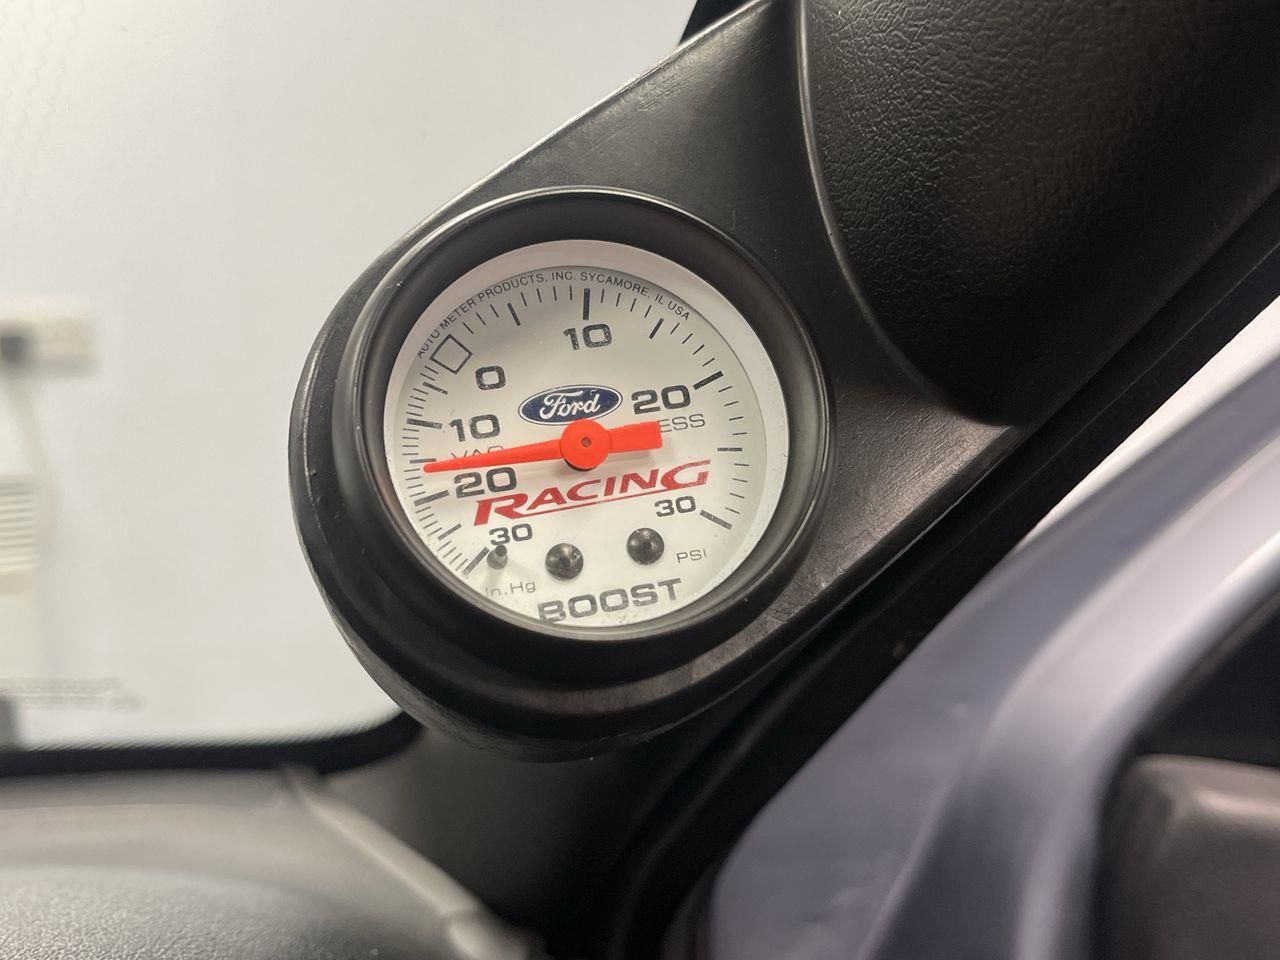 AUTO METER PRODUCTS, INC. SYCAMORE, IL USA
10
0
20
10
Ford
ESS
VAC
20
RACING
30
30
In.Hg
PSI
BOOST